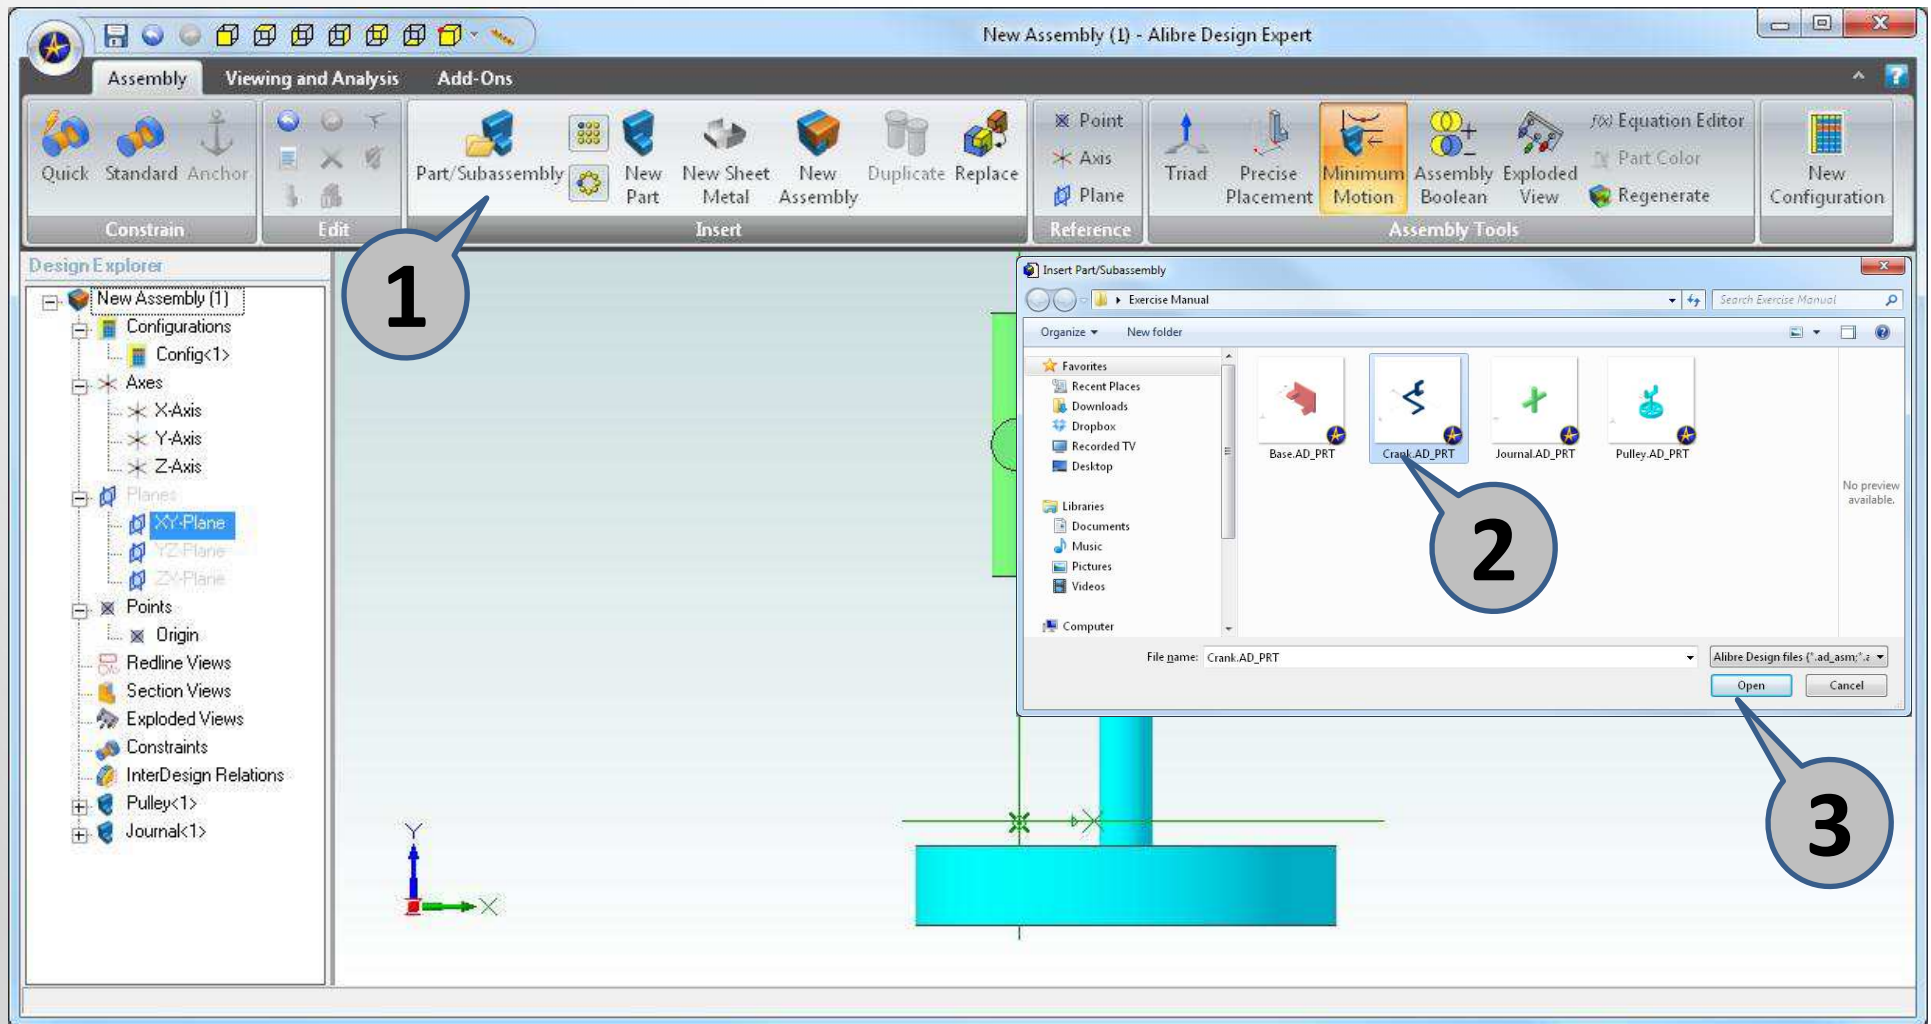 New Assembly (1) - Alibre Design Expert
Assembly Viewing and Analysis Add-Ons
Quick Standard Anchor
Constrain
Edit
Part/Subassembly
New Part
New Sheet Metal
New Assembly
Duplicate Replace
Insert
Point
Axis
Plane
Reference
Triad
Precise Placement
Minimum Motion
Assembly Boolean
Exploded View
f(x) Equation Editor
Part Color
Regenerate
Assembly Tools
New Configuration
1
Design Explorer
New Assembly (1)
Configurations
Config<1>
Axes
X-Axis
Y-Axis
Z-Axis
Planes
XY-Plane
YZ-Plane
ZX-Plane
Points
Origin
Redline Views
Section Views
Exploded Views
Constraints
InterDesign Relations
Pulley<1>
Journal<1>
Y
X
X
Insert Part/Subassembly
Exercise Manual
Search Exercise Manual
Organize New folder
Favorites
Recent Places
Downloads
Dropbox
Recorded TV
Desktop
Libraries
Documents
Music
Pictures
Videos
Computer
Base.AD_PRT Crank.AD_PRT Journal.AD_PRT Pulley.AD_PRT
No preview
available.
2
File name: Crank.AD_PRT
Alibre Design files (*.ad_asm;*.a
Open Cancel
3